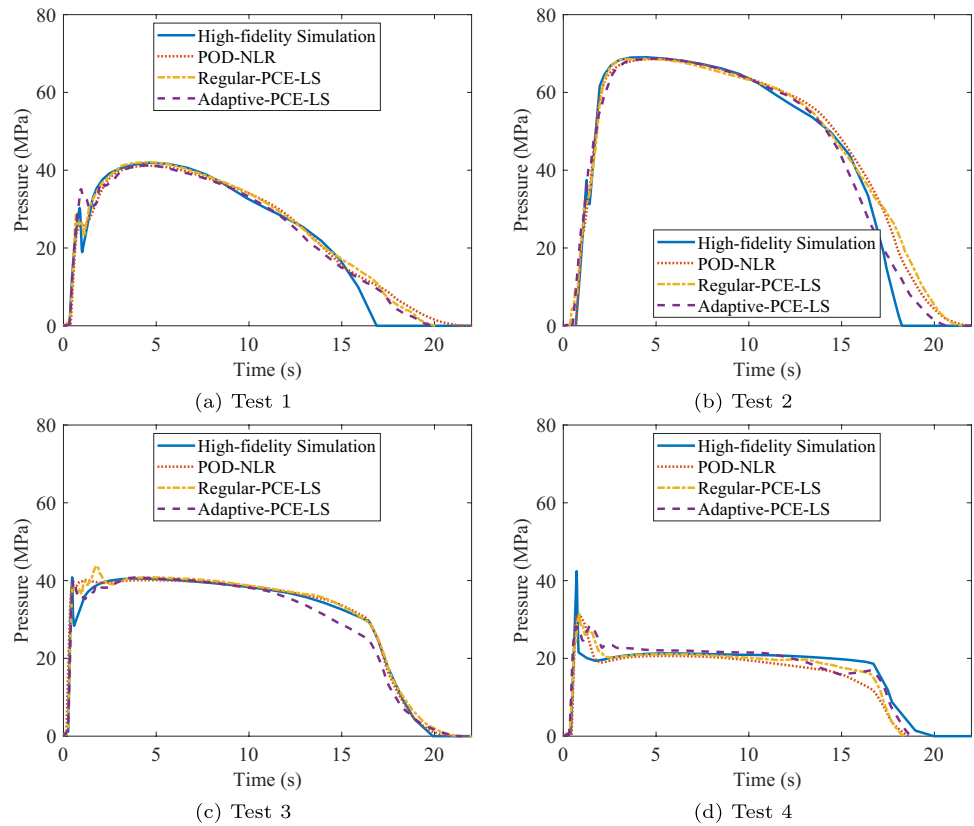 80
60
40
20
0
Pressure (MPa)
High-fidelity Simulation
POD-NLR
Regular-PCE-LS
Adaptive-PCE-LS
0 5 10 15 20
Time (s)
(a) Test 1
80
60
40
20
0
Pressure (MPa)
High-fidelity Simulation
POD-NLR
Regular-PCE-LS
Adaptive-PCE-LS
0 5 10 15 20
Time (s)
(b) Test 2
80
60
40
20
0
Pressure (MPa)
High-fidelity Simulation
POD-NLR
Regular-PCE-LS
Adaptive-PCE-LS
0 5 10 15 20
Time (s)
(c) Test 3
80
60
40
20
0
Pressure (MPa)
High-fidelity Simulation
POD-NLR
Regular-PCE-LS
Adaptive-PCE-LS
0 5 10 15 20
Time (s)
(d) Test 4